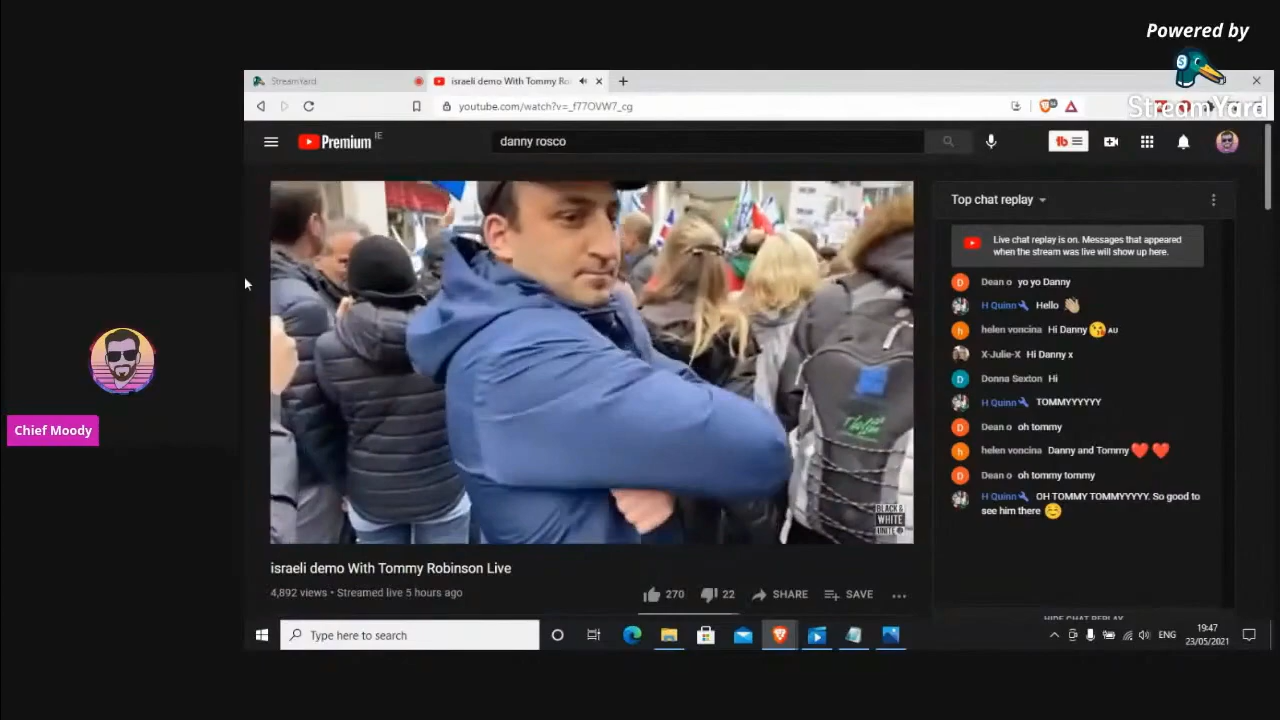 Powered by
StreamYard
StreamYard
israeli demo With Tommy Ro
youtube.com/watch?v=_f77OVW7_cg
Premium
IE
danny rosco
Top chat replay
Live chat replay is on. Messages that appeared
when the stream was live will show up here.
Dean o yo yo Danny
H Quinn Hello
helen voncina Hi Danny AU
X-Julie-X Hi Danny x
Donna Sexton Hi
H Quinn TOMMYYYYY
Dean o oh tommy
helen voncina Danny and Tommy
Dean o oh tommy tommy
H Quinn OH TOMMY TOMMYYYY. So good to
see him there
HIDE CHAT REPLAY
Chief Moody
BLACK &
WHITE
UNITE
israeli demo With Tommy Robinson Live
4,892 views • Streamed live 5 hours ago
270
22
SHARE
SAVE
Type here to search
ENG
19:47
23/05/2021